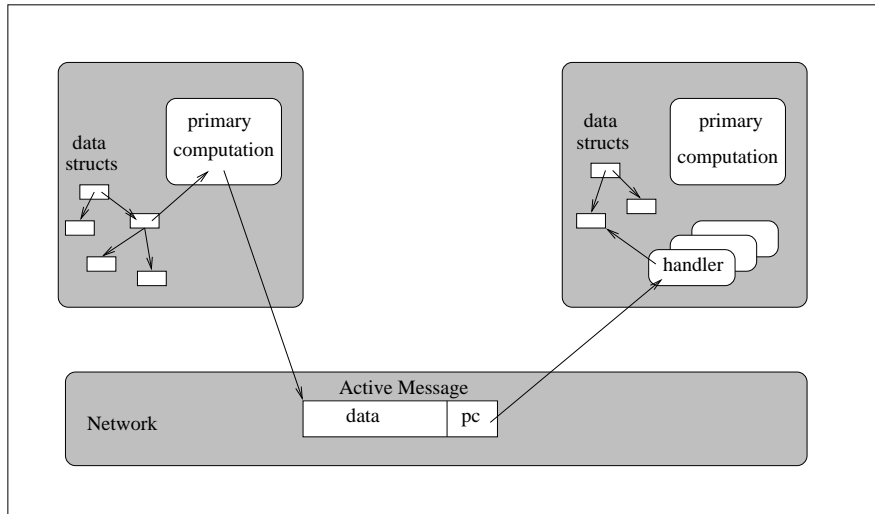 primary
computation
data
structs
primary
computation
data
structs
handler
Active Message
data
pc
Network